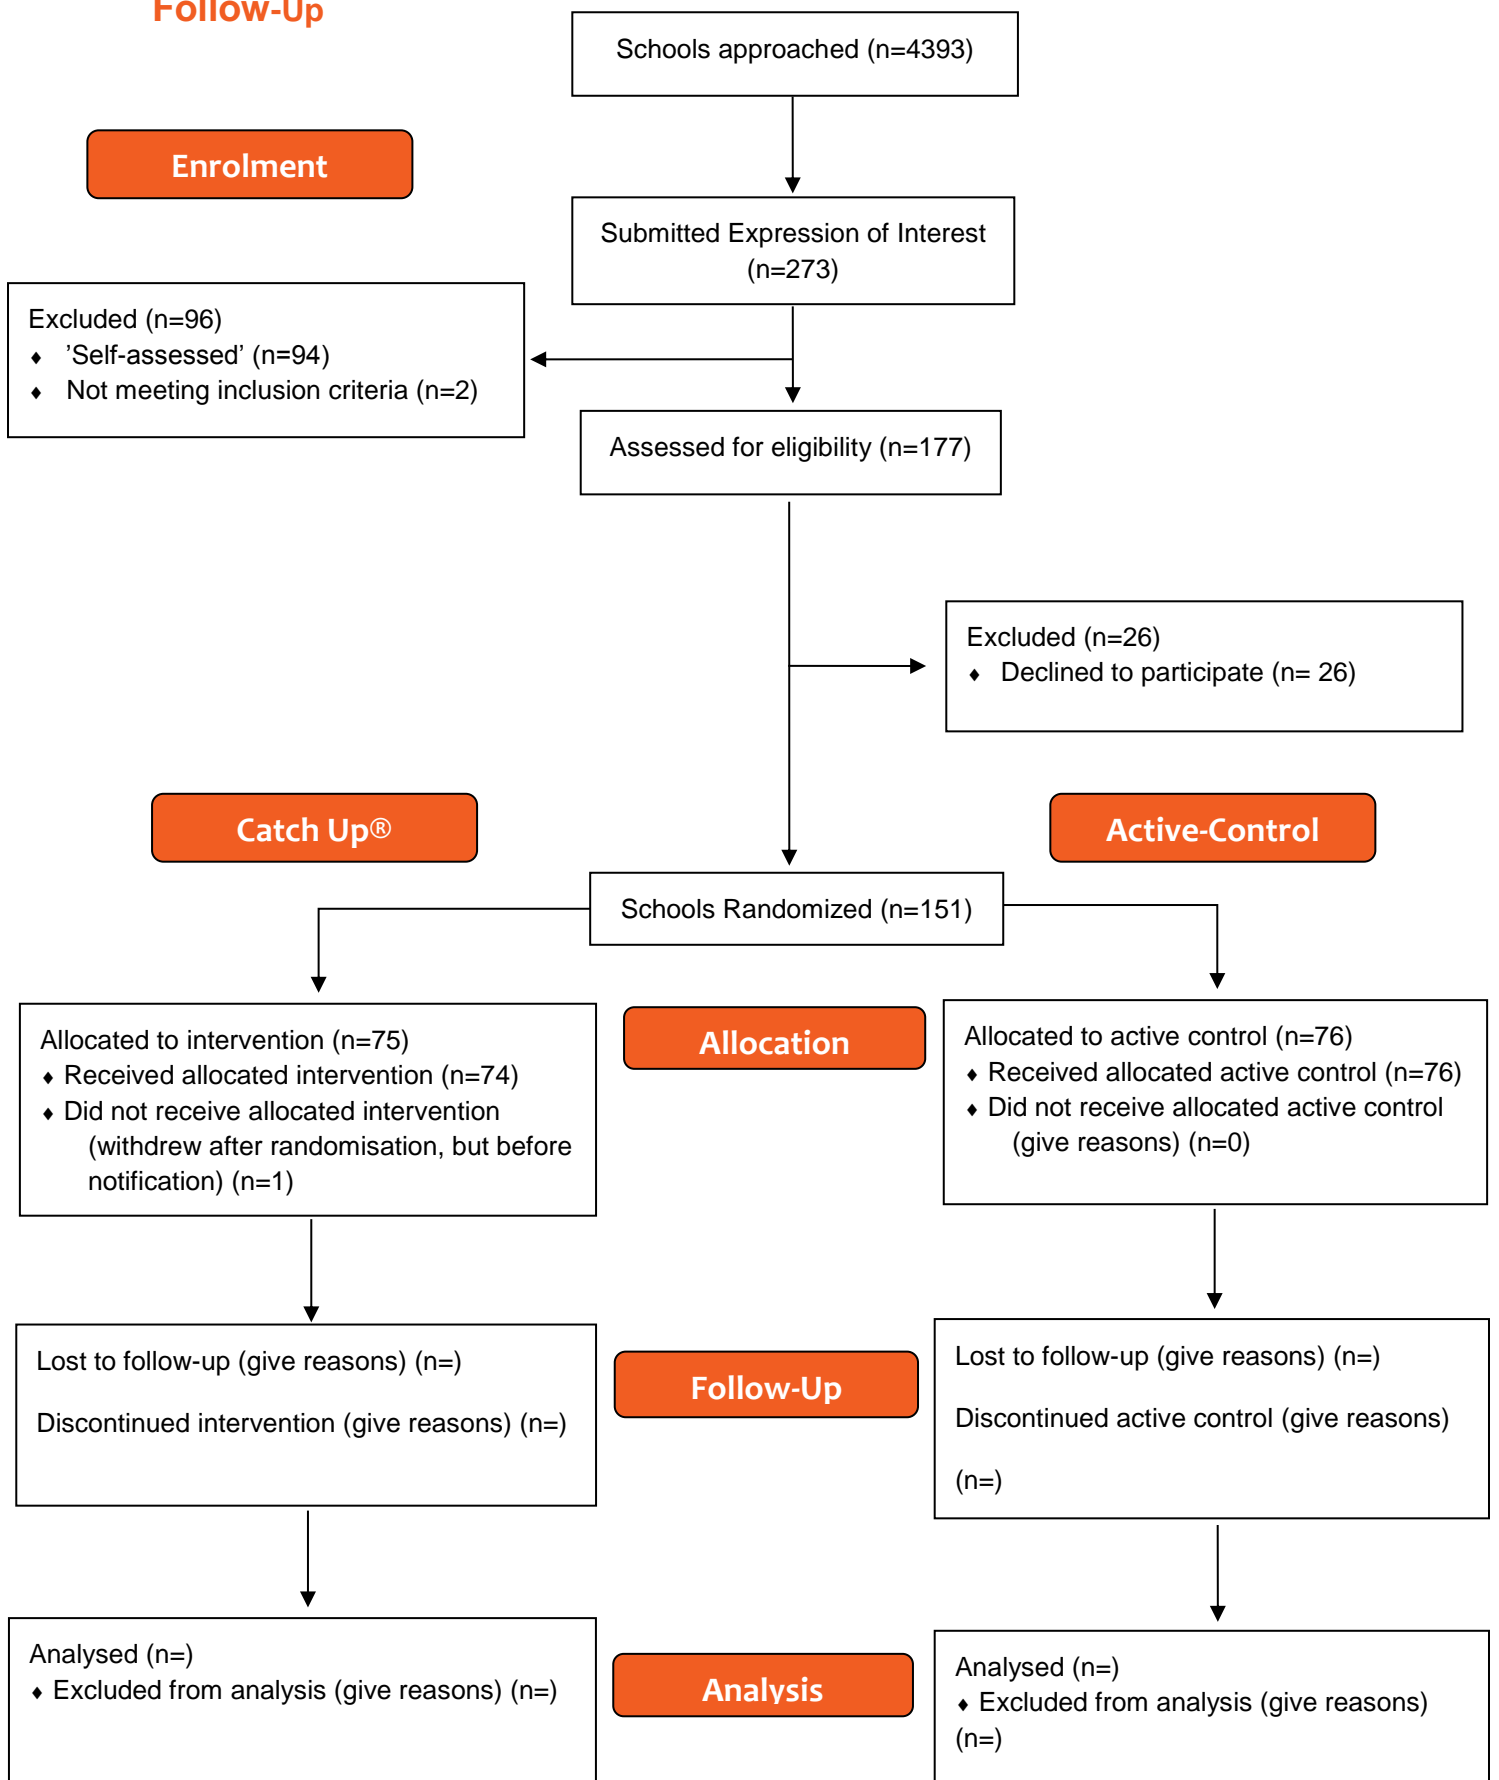 Follow-Up
Schools approached (n=4393)
Enrolment
Submitted Expression of Interest
(n=273)
Excluded (n=96)
♦ ’Self-assessed’ (n=94)
♦ Not meeting inclusion criteria (n=2)
Assessed for eligibility (n=177)
Excluded (n=26)
♦ Declined to participate (n= 26)
Catch Up®
Active-Control
Schools Randomized (n=151)
Allocated to intervention (n=75)
♦ Received allocated intervention (n=74)
♦ Did not receive allocated intervention
(withdrew after randomisation, but before
notification) (n=1)
Allocation
Allocated to active control (n=76)
♦ Received allocated active control (n=76)
♦ Did not receive allocated active control
(give reasons) (n=0)
Lost to follow-up (give reasons) (n=)
Discontinued intervention (give reasons) (n=)
Follow-Up
Lost to follow-up (give reasons) (n=)
Discontinued active control (give reasons)
(n=)
Analysed (n=)
♦ Excluded from analysis (give reasons) (n=)
Analysis
Analysed (n=)
♦ Excluded from analysis (give reasons)
(n=)